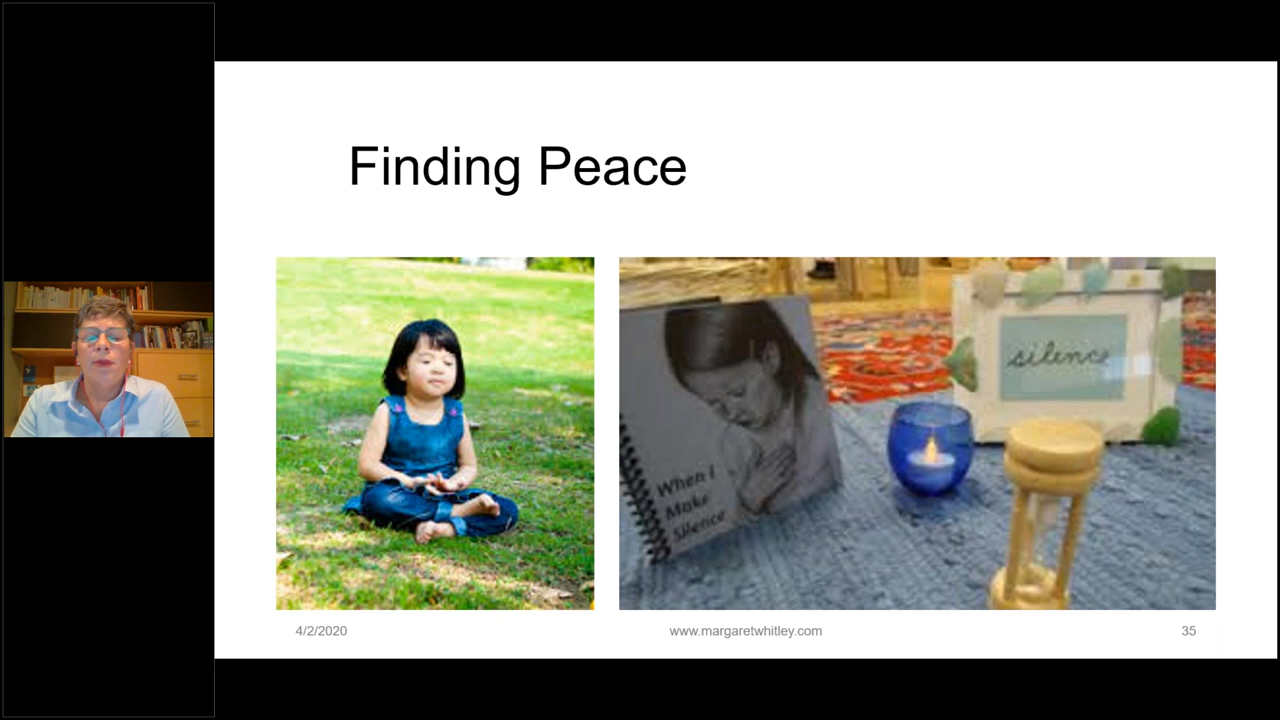 Finding Peace
When I
Make
Silence
silence
4/2/2020
www.margaretwhitley.com
35